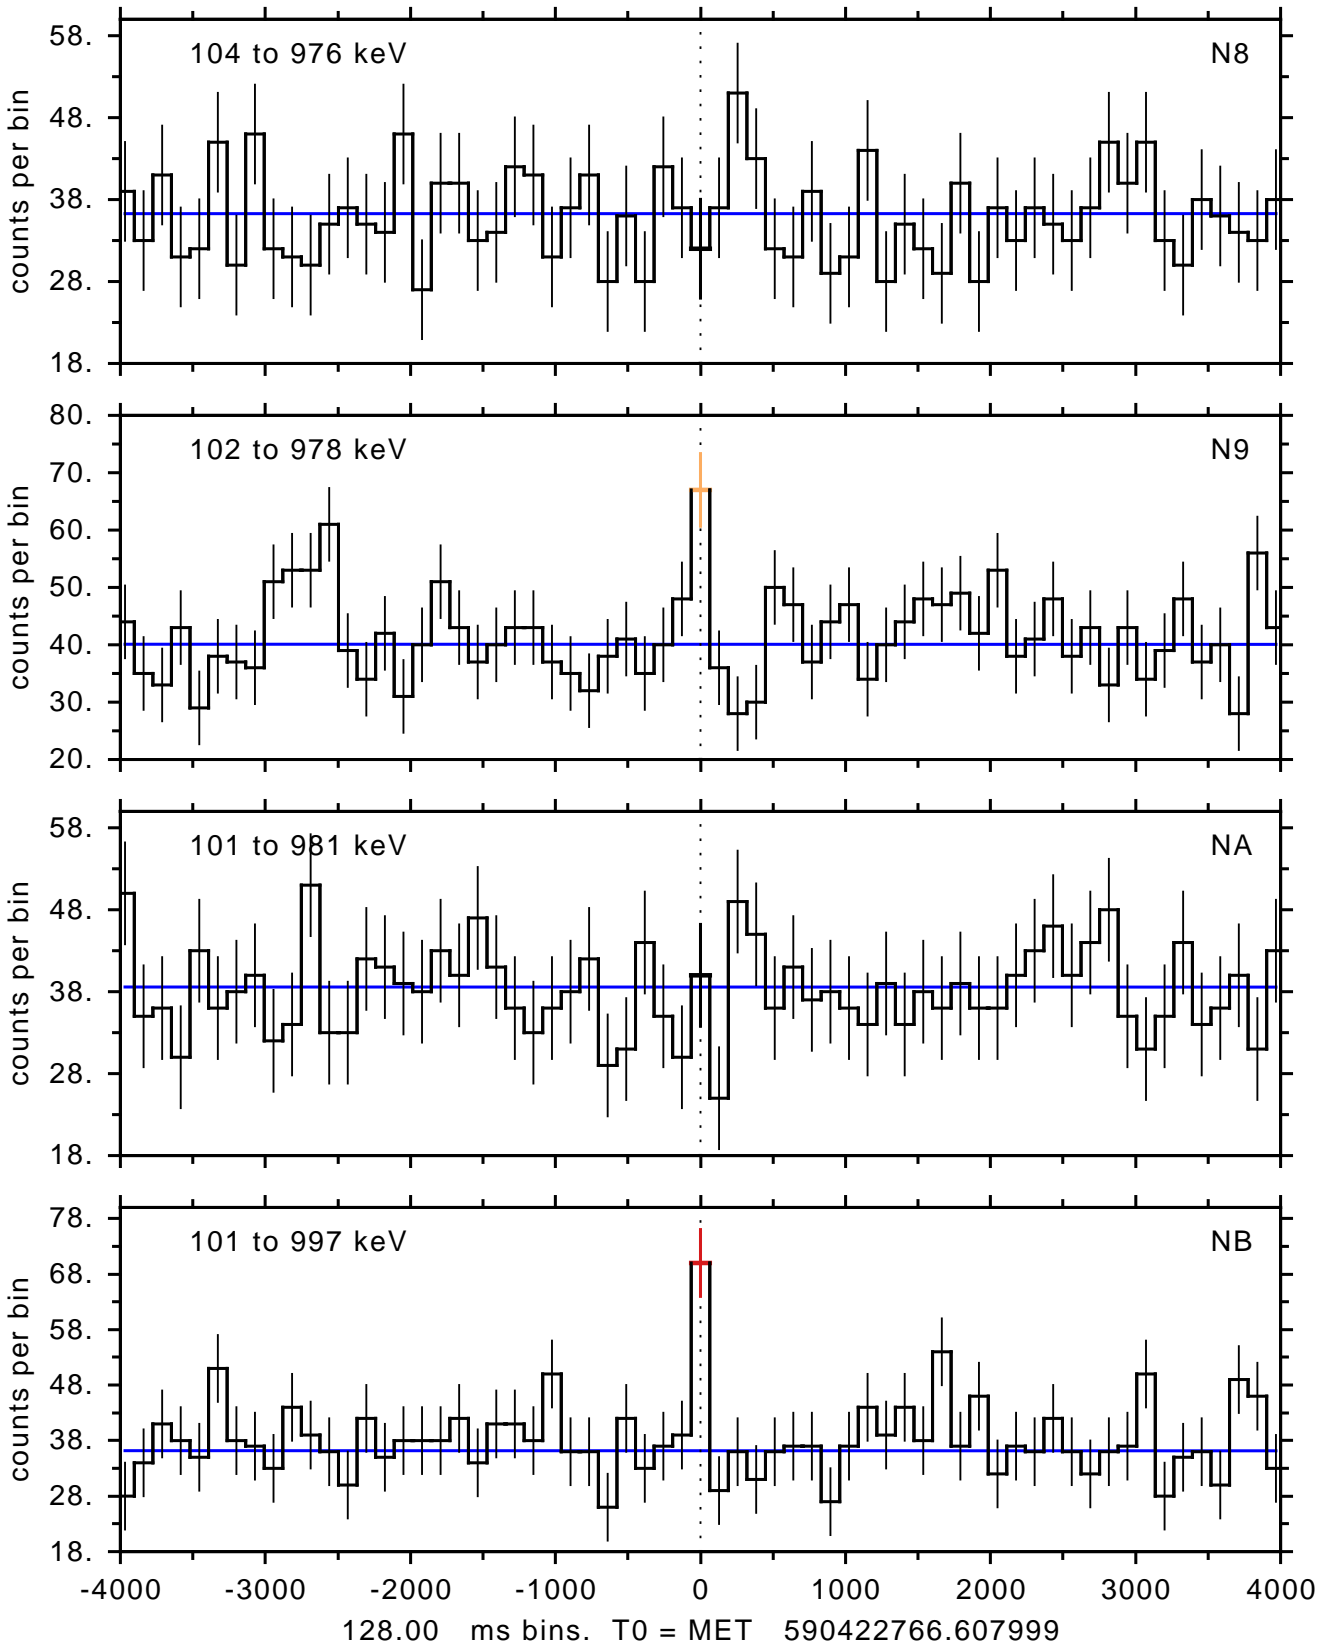 104 to 976 keV N8
58.
48.
38.
28.
18.
counts per bin
102 to 978 keV N9
80.
70.
60.
50.
40.
30.
20.
counts per bin
101 to 981 keV NA
58.
48.
38.
28.
18.
counts per bin
101 to 997 keV NB
78.
68.
58.
48.
38.
28.
18.
counts per bin
-4000 -3000 -2000 -1000 0 1000 2000 3000 4000
128.00 ms bins. T0 = MET 590422766.607999